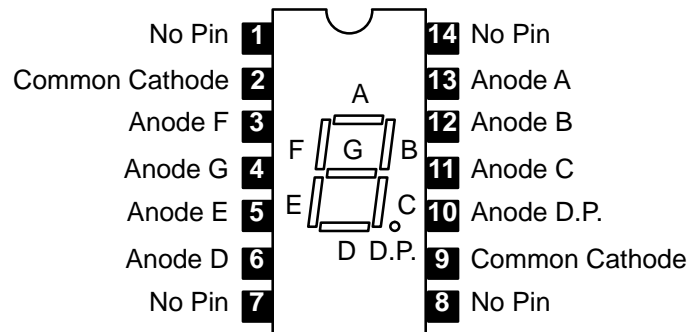 No Pin 1 14 No Pin
Common Cathode 2 13 Anode A
A
Anode F 3 12 Anode B
F G B
Anode G 4 11 Anode C
Anode E 5 E C 10 Anode D.P.
D D.P.
Anode D 6 9 Common Cathode
No Pin 7 8 No Pin